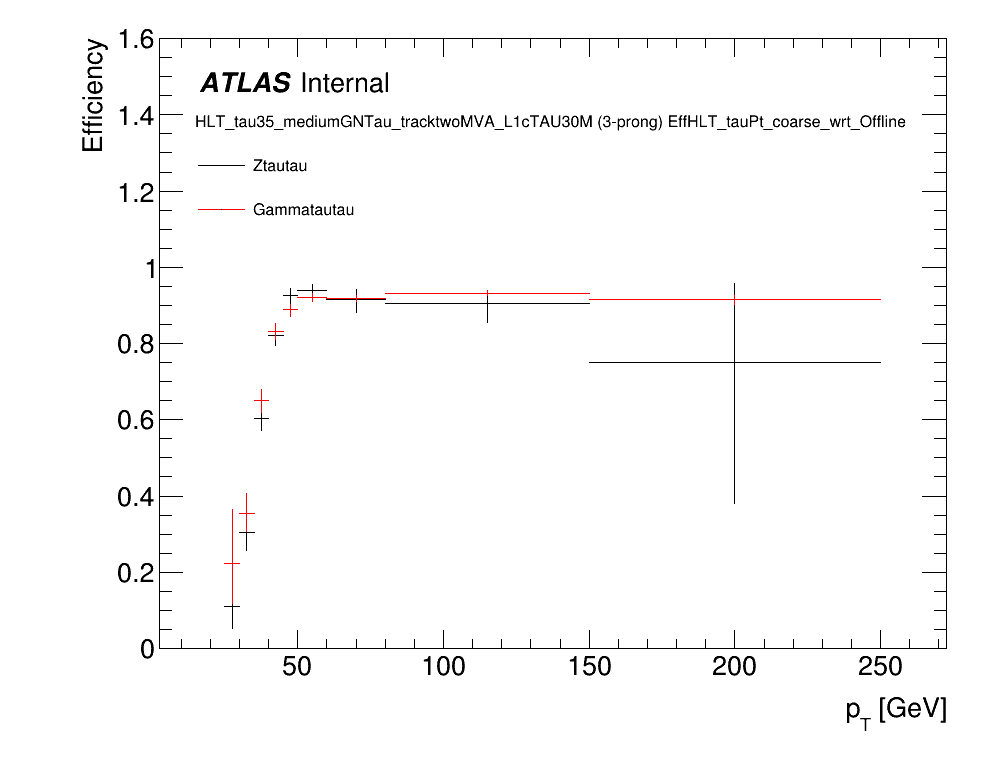 Efficiency
1.6
1.4
1.2
1
0.8
0.6
0.4
0.2
0
ATLAS Internal
HLT_tau35_mediumGNTau_tracktwoMVA_L1cTAU30M (3-prong) EffHLT_tauPt_coarse_wrt_Offline
Ztautau
Gammatautau
50 100 150 200 250
p_T [GeV]